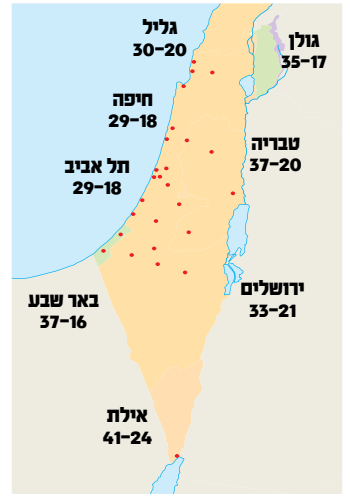 גליל
30-20
גולן
35-17
חיפה
29-18
טבריה
37-20
תל אביב
29-18
ירושלים
33-21
באר שבע
37-16
אילת
41-24